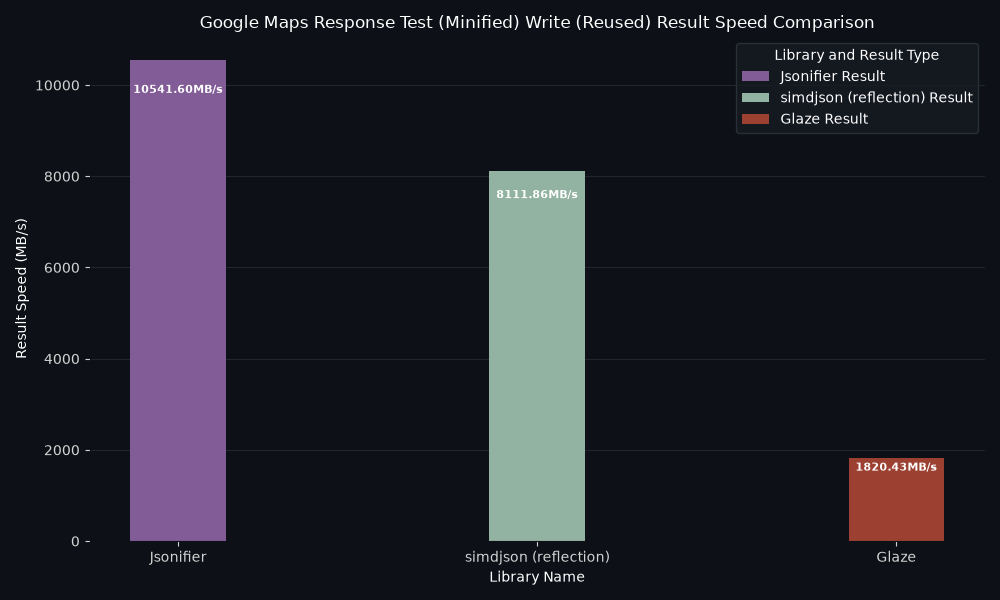 Google Maps Response Test (Minified) Write (Reused) Result Speed Comparison
Library and Result Type
Jsonifier Result
simdjson (reflection) Result
Glaze Result
Result Speed (MB/s)
10000
8000
6000
4000
2000
0
10541.60MB/s
8111.86MB/s
1820.43MB/s
Jsonifier
simdjson (reflection)
Glaze
Library Name